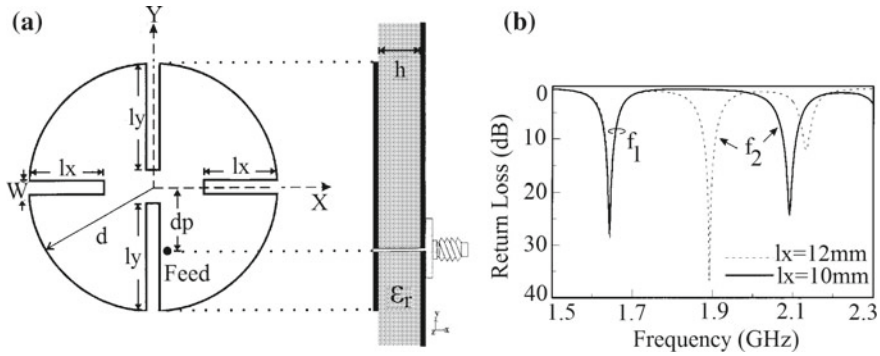 (a)
Y
ly
lx
lx
W
X
d
dp
ly
Feed
h
εr
y
z x
(b)
0
10
20
30
40
Return Loss (dB)
f1
f2
lx=12mm
lx=10mm
1.5 1.7 1.9 2.1 2.3
Frequency (GHz)